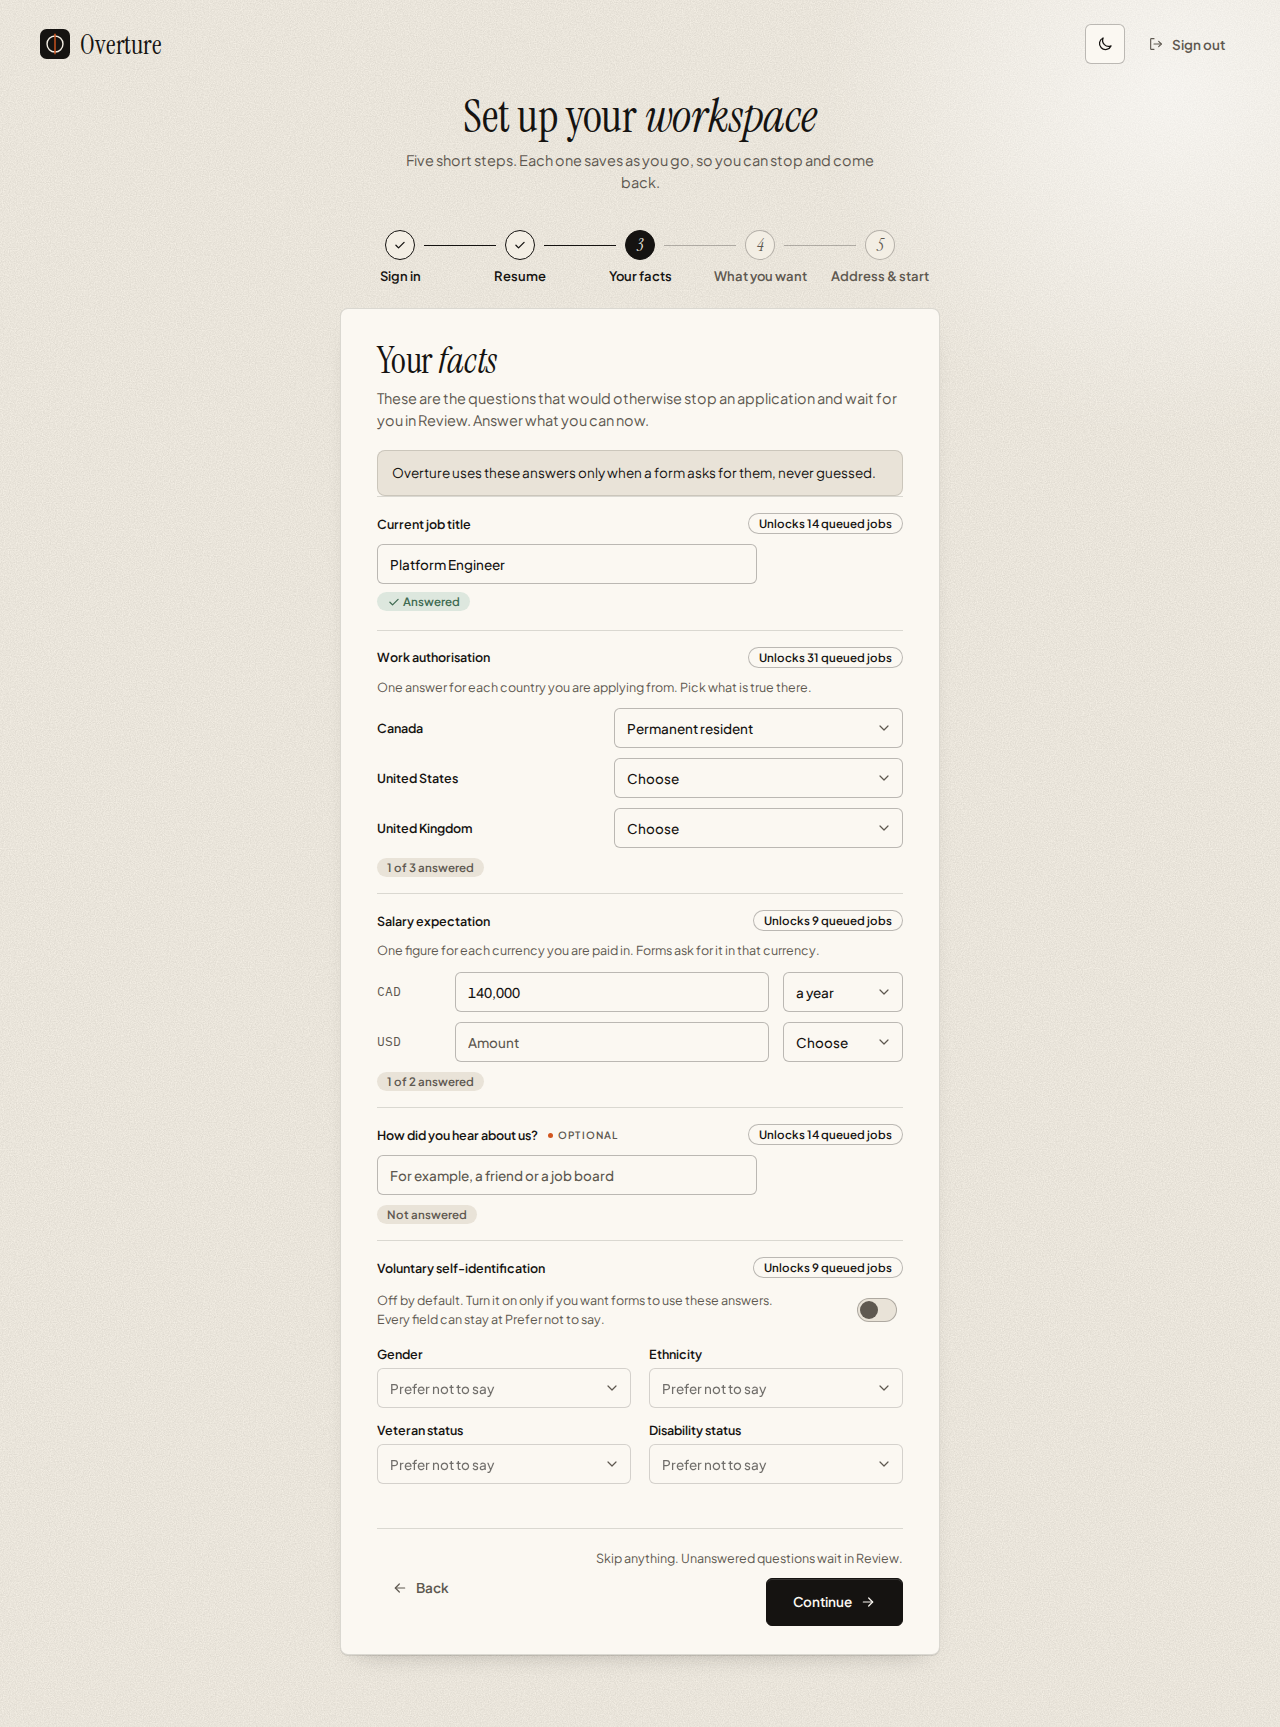 Overture
Sign out
Set up your workspace
Five short steps. Each one saves as you go, so you can stop and come
back.
3
4
5
Sign in
Resume
Your facts
What you want
Address & start
Your facts
These are the questions that would otherwise stop an application and wait for
you in Review. Answer what you can now.
Overture uses these answers only when a form asks for them, never guessed.
Current job title
Unlocks 14 queued jobs
Platform Engineer
Answered
Work authorisation
Unlocks 31 queued jobs
One answer for each country you are applying from. Pick what is true there.
Canada
Permanent resident
United States
Choose
United Kingdom
Choose
1 of 3 answered
Salary expectation
Unlocks 9 queued jobs
One figure for each currency you are paid in. Forms ask for it in that currency.
CAD
140,000
a year
USD
Amount
Choose
1 of 2 answered
How did you hear about us?
OPTIONAL
Unlocks 14 queued jobs
For example, a friend or a job board
Not answered
Voluntary self-identification
Unlocks 9 queued jobs
Off by default. Turn it on only if you want forms to use these answers.
Every field can stay at Prefer not to say.
Gender
Ethnicity
Prefer not to say
Prefer not to say
Veteran status
Disability status
Prefer not to say
Prefer not to say
Skip anything. Unanswered questions wait in Review.
Back
Continue